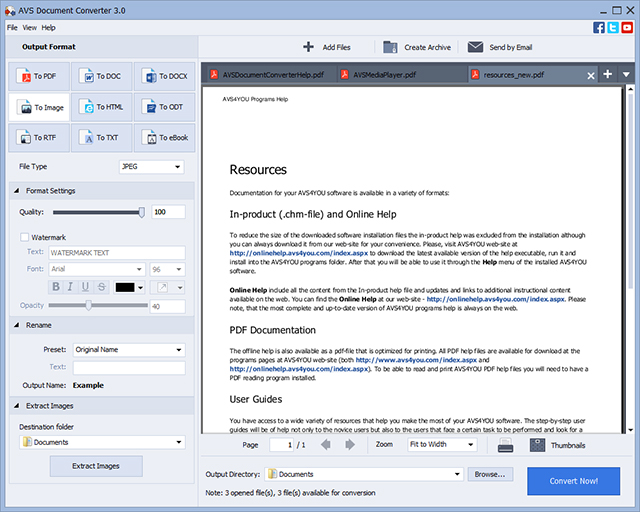 AVS Document Converter 3.0
File View Help
Output Format
To PDF To DOC To DOCX
To Image To HTML To ODT
To RTF To TXT To eBook
File Type JPEG
Format Settings
Quality: 100
Watermark
Text: WATERMARK TEXT
Font: Arial 96
B I U S
Opacity 40
Rename
Preset: Original Name
Text:
Output Name: Example
Extract Images
Destination folder
Documents
Extract Images
Add Files Create Archive Send by Email
AVSDocumentConverterHelp.pdf AVSMediaPlayer.pdf resources_new.pdf
AVS4YOU Programs Help
Resources
Documentation for your AVS4YOU software is available in a variety of formats:
In-product (.chm-file) and Online Help
To reduce the size of the downloaded software installation files the in-product help was excluded from the installation although
you can always download it from our web-site for your convenience. Please, visit AVS4YOU web-site at
http://onlinehelp.avs4you.com/index.aspx to download the latest available version of the help executable, run it and
install into the AVS4YOU programs folder. After that you will be able to use it through the Help menu of the installed AVS4YOU
software.
Online Help include all the content from the In-product help file and updates and links to additional instructional content
available on the web. You can find the Online Help at our web-site - http://onlinehelp.avs4you.com/index.aspx. Please
note, that the most complete and up-to-date version of AVS4YOU programs help is always on the web.
PDF Documentation
The offline help is also available as a pdf-file that is optimized for printing. All PDF help files are available for download at the
programs pages at AVS4YOU web-site (both http://www.avs4you.com/index.aspx and
http://onlinehelp.avs4you.com/index.aspx). To be able to read and print AVS4YOU PDF help files you will need to have a
PDF reading program installed.
User Guides
You have access to a wide variety of resources that help you make the most of your AVS4YOU software. The step-by-step user
guides will be of help not only to the novice users but also to the users that face a certain task to be performed and look for a
Page 1 / 1 Zoom Fit to Width Thumbnails
Output Directory: Documents Browse...
Convert Now!
Note: 3 opened file(s), 3 file(s) available for conversion